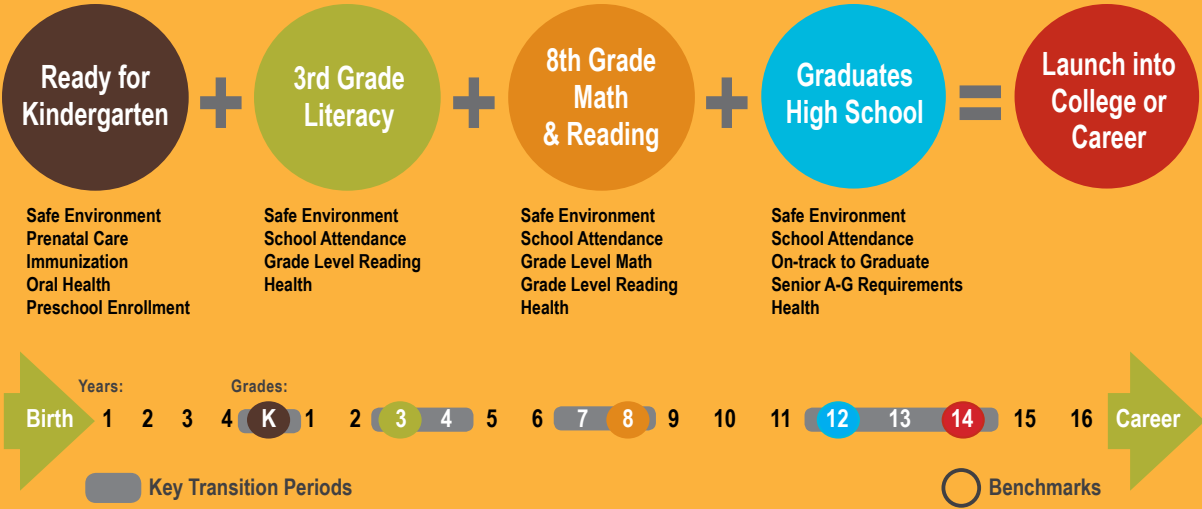 Ready for
Kindergarten
+
3rd Grade
Literacy
+
8th Grade
Math
& Reading
+
Graduates
High School
=
Launch into
College or
Career
Safe Environment
Prenatal Care
Immunization
Oral Health
Preschool Enrollment
Safe Environment
School Attendance
Grade Level Reading
Health
Safe Environment
School Attendance
Grade Level Math
Grade Level Reading
Health
Safe Environment
School Attendance
On-track to Graduate
Senior A-G Requirements
Health
Years: Grades:
Birth 1 2 3 4 K 1 2 3 4 5 6 7 8 9 10 11 12 13 14 15 16 Career
Key Transition Periods Benchmarks